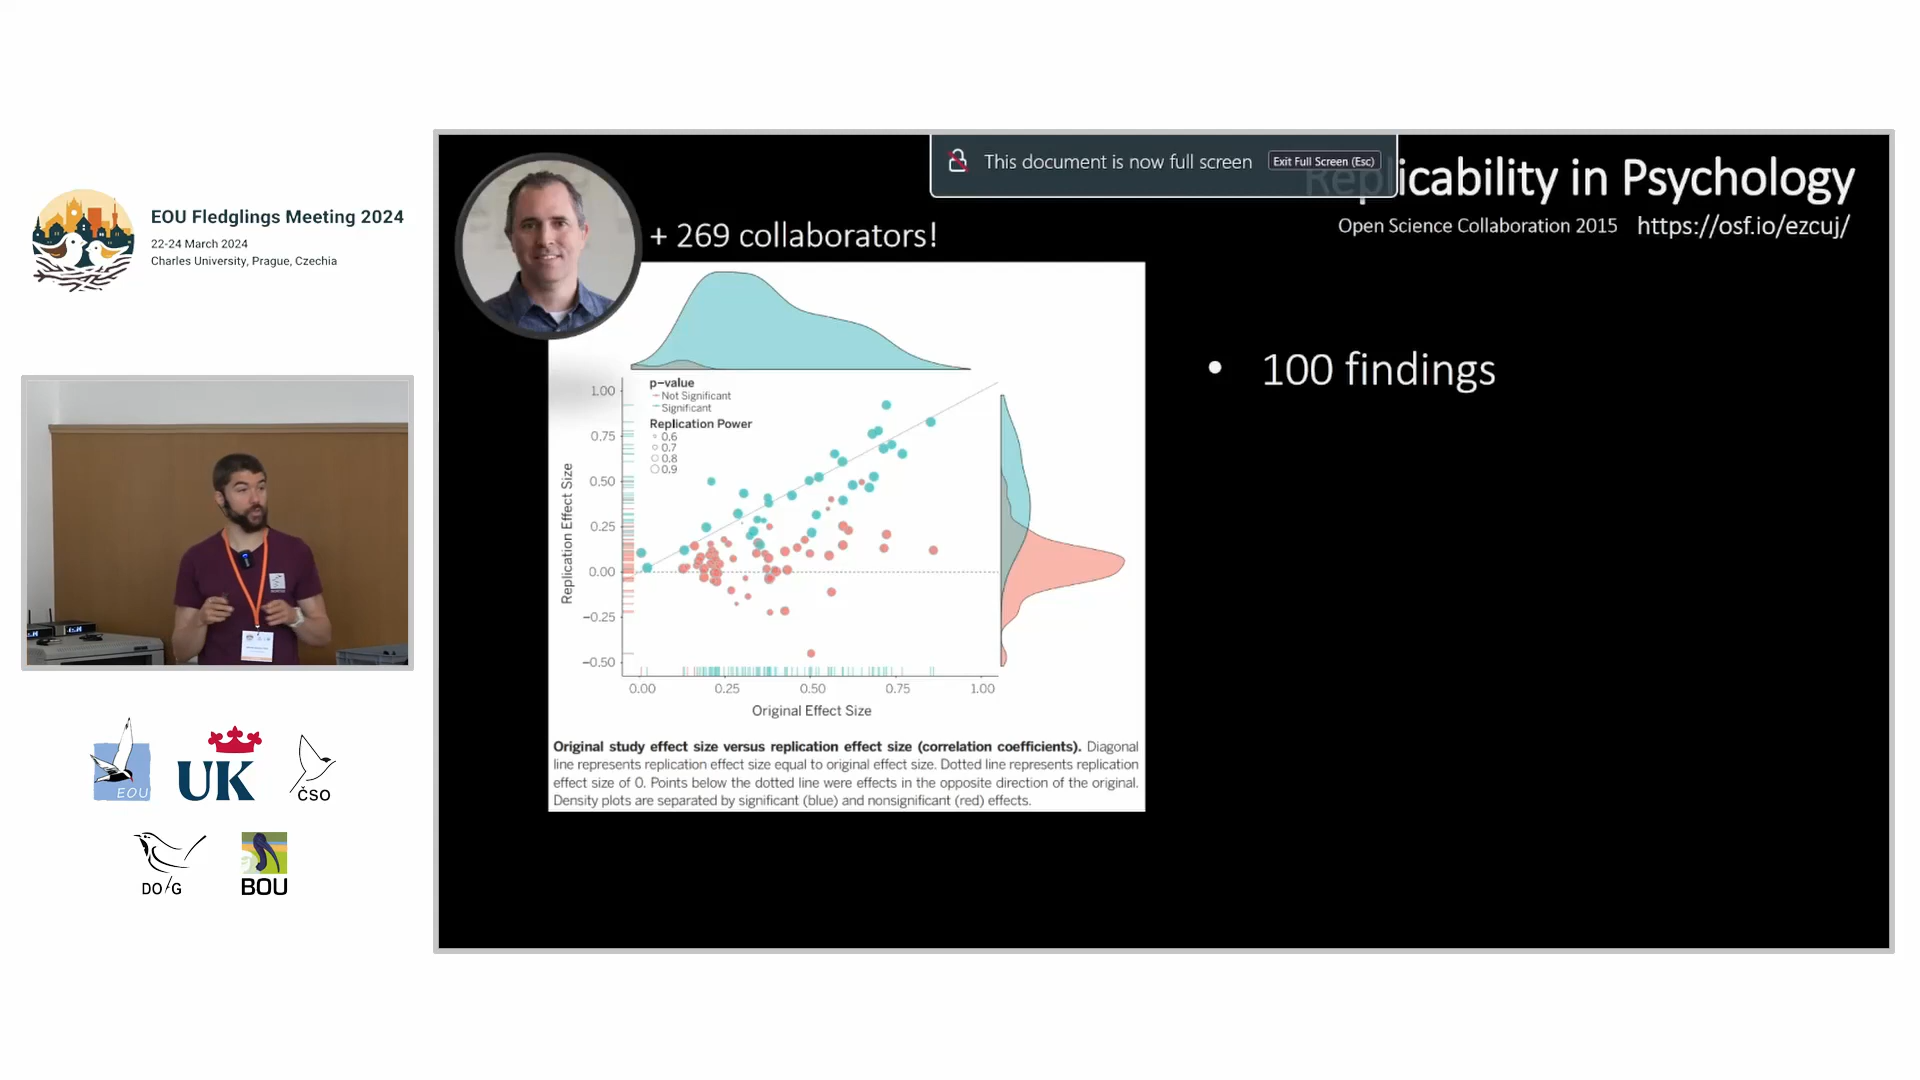 EOU Fledglings Meeting 2024
22-24 March 2024
Charles University, Prague, Czechia
EOU
UK
ČSO
DO/G
BOU
This document is now full screen
Exit Full Screen (Esc)
Replicability in Psychology
Open Science Collaboration 2015 https://osf.io/ezcuj/
+ 269 collaborators!
p-value
Not Significant
Significant
Replication Power
0.6
0.7
0.8
0.9
1.00
0.75
0.50
0.25
0.00
−0.25
−0.50
Replication Effect Size
0.00 0.25 0.50 0.75 1.00
Original Effect Size
Original study effect size versus replication effect size (correlation coefficients). Diagonal
line represents replication effect size equal to original effect size. Dotted line represents replication
effect size of 0. Points below the dotted line were effects in the opposite direction of the original.
Density plots are separated by significant (blue) and nonsignificant (red) effects.
• 100 findings